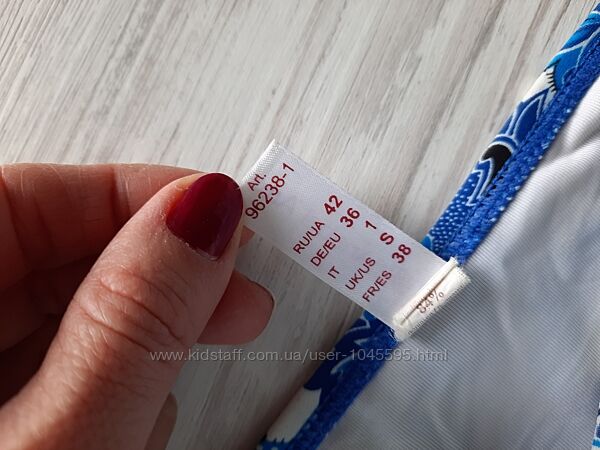 Art.
96238-1
RU/UA 42
DE/EU 36
IT 1
UK/US S
FR/ES 38
84%
www.kidstaff.com.ua/user-1045595.html